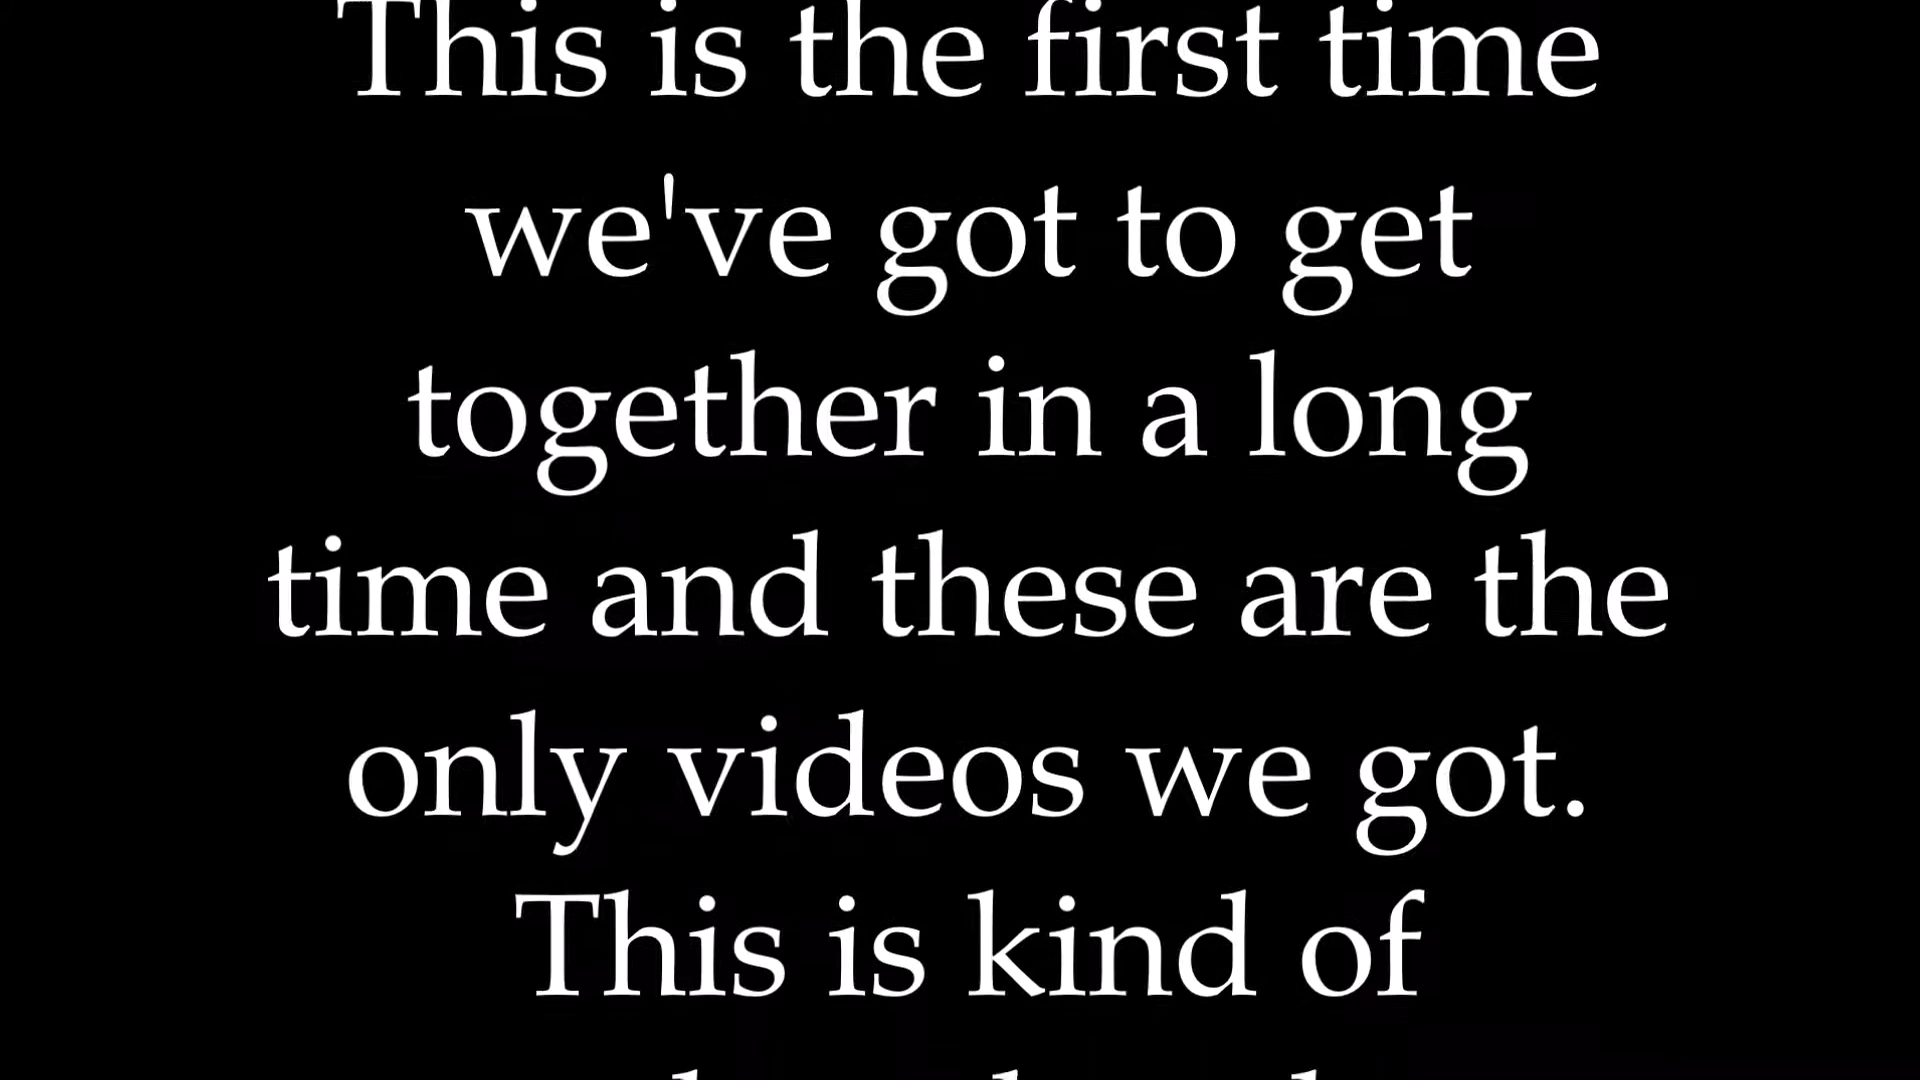 This is the first time
we've got to get
together in a long
time and these are the
only videos we got.
This is kind of